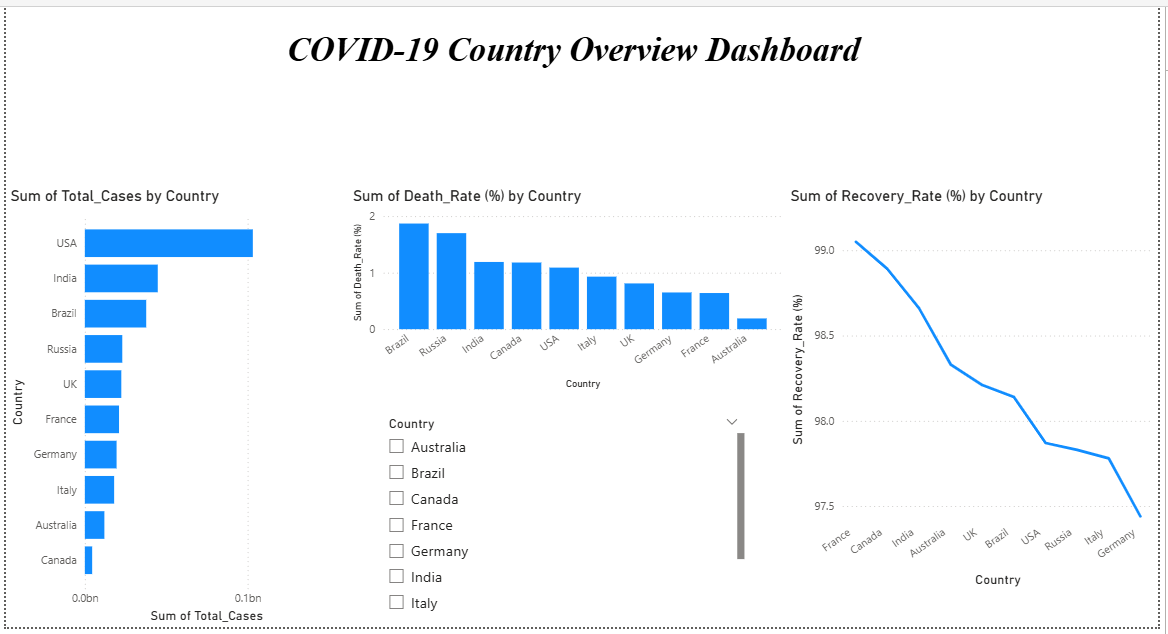 COVID-19 Country Overview Dashboard
Sum of Total_Cases by Country
Country
USA
India
Brazil
Russia
UK
France
Germany
Italy
Australia
Canada
0.0bn 0.1bn
Sum of Total_Cases
Sum of Death_Rate (%) by Country
Sum of Death_Rate (%)
2
1
0
Brazil Russia India Canada USA Italy UK Germany France Australia
Country
Country
Australia
Brazil
Canada
France
Germany
India
Italy
Sum of Recovery_Rate (%) by Country
Sum of Recovery_Rate (%)
99.0
98.5
98.0
97.5
France Canada India Australia UK Brazil USA Russia Italy Germany
Country